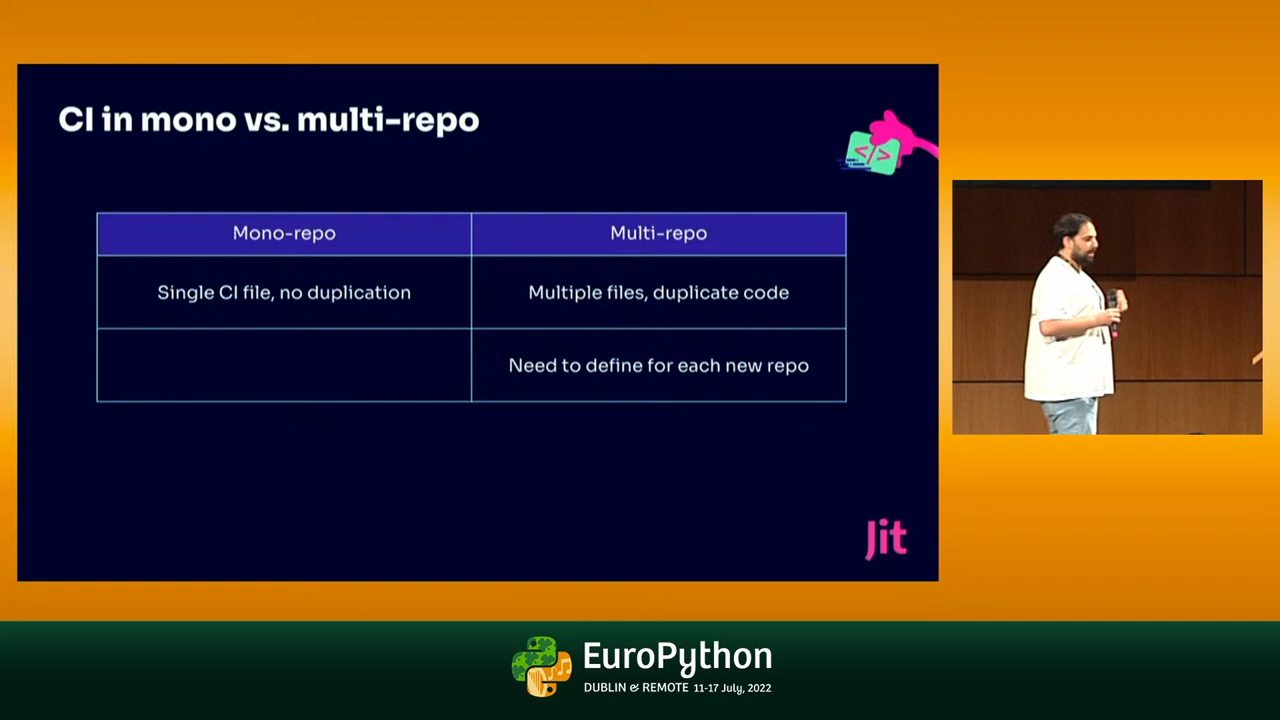 CI in mono vs. multi-repo
</>
Mono-repo
Multi-repo
Single CI file, no duplication
Multiple files, duplicate code
Need to define for each new repo
Jit
EuroPython
DUBLIN & REMOTE 11-17 July, 2022